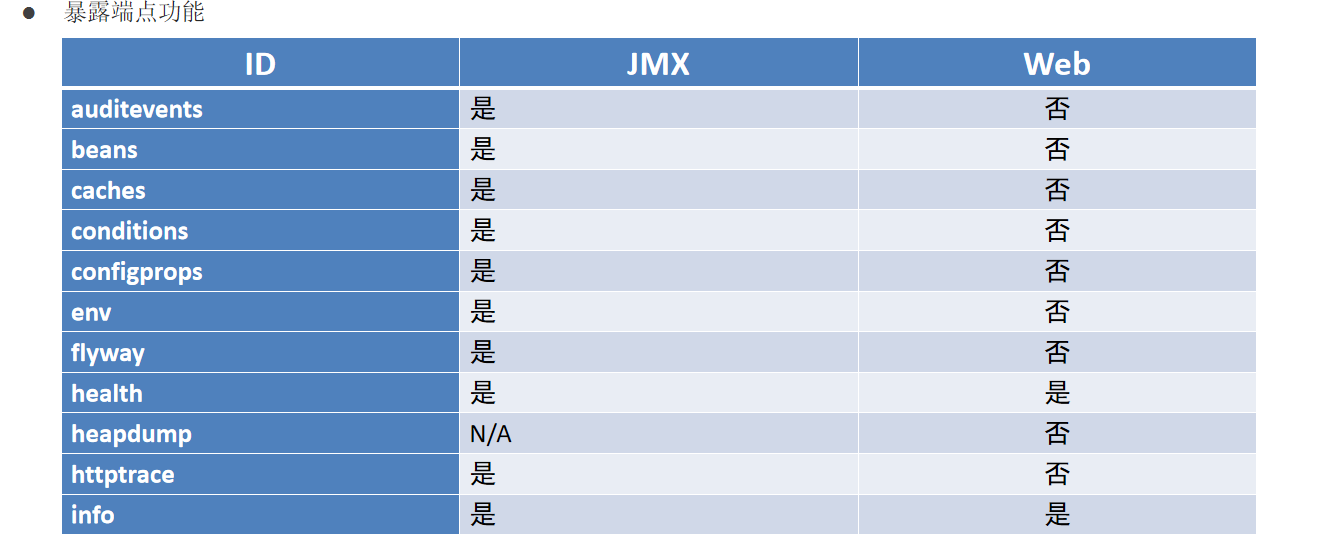 ● 暴露端点功能
ID JMX Web
auditevents 是 否
beans 是 否
caches 是 否
conditions 是 否
configprops 是 否
env 是 否
flyway 是 否
health 是 是
heapdump N/A 否
httptrace 是 否
info 是 是